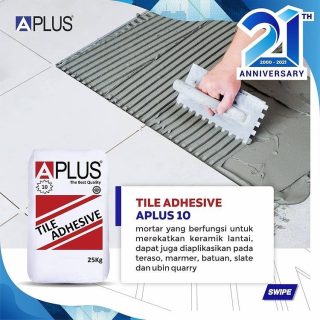 APLUS®
21TH
2000 - 2021
ANNIVERSARY
APLUS®
The Best Quality
10
TILE ADHESIVE
25Kg
TILE ADHESIVE
APLUS 10
mortar yang berfungsi untuk
merekatkan keramik lantai,
dapat juga diaplikasikan pada
teraso, marmer, batuan, slate
dan ubin quarry
SWIPE